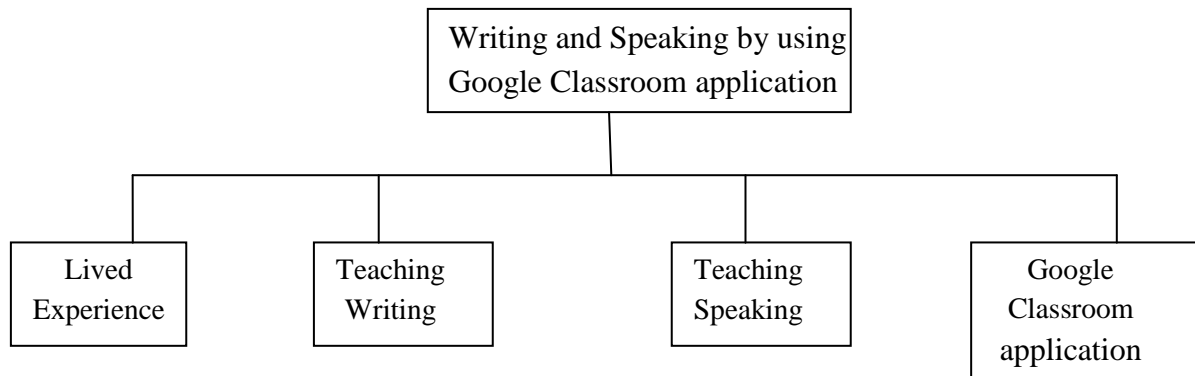 Writing and Speaking by using
Google Classroom application
Lived
Experience
Teaching
Writing
Teaching
Speaking
Google
Classroom
application